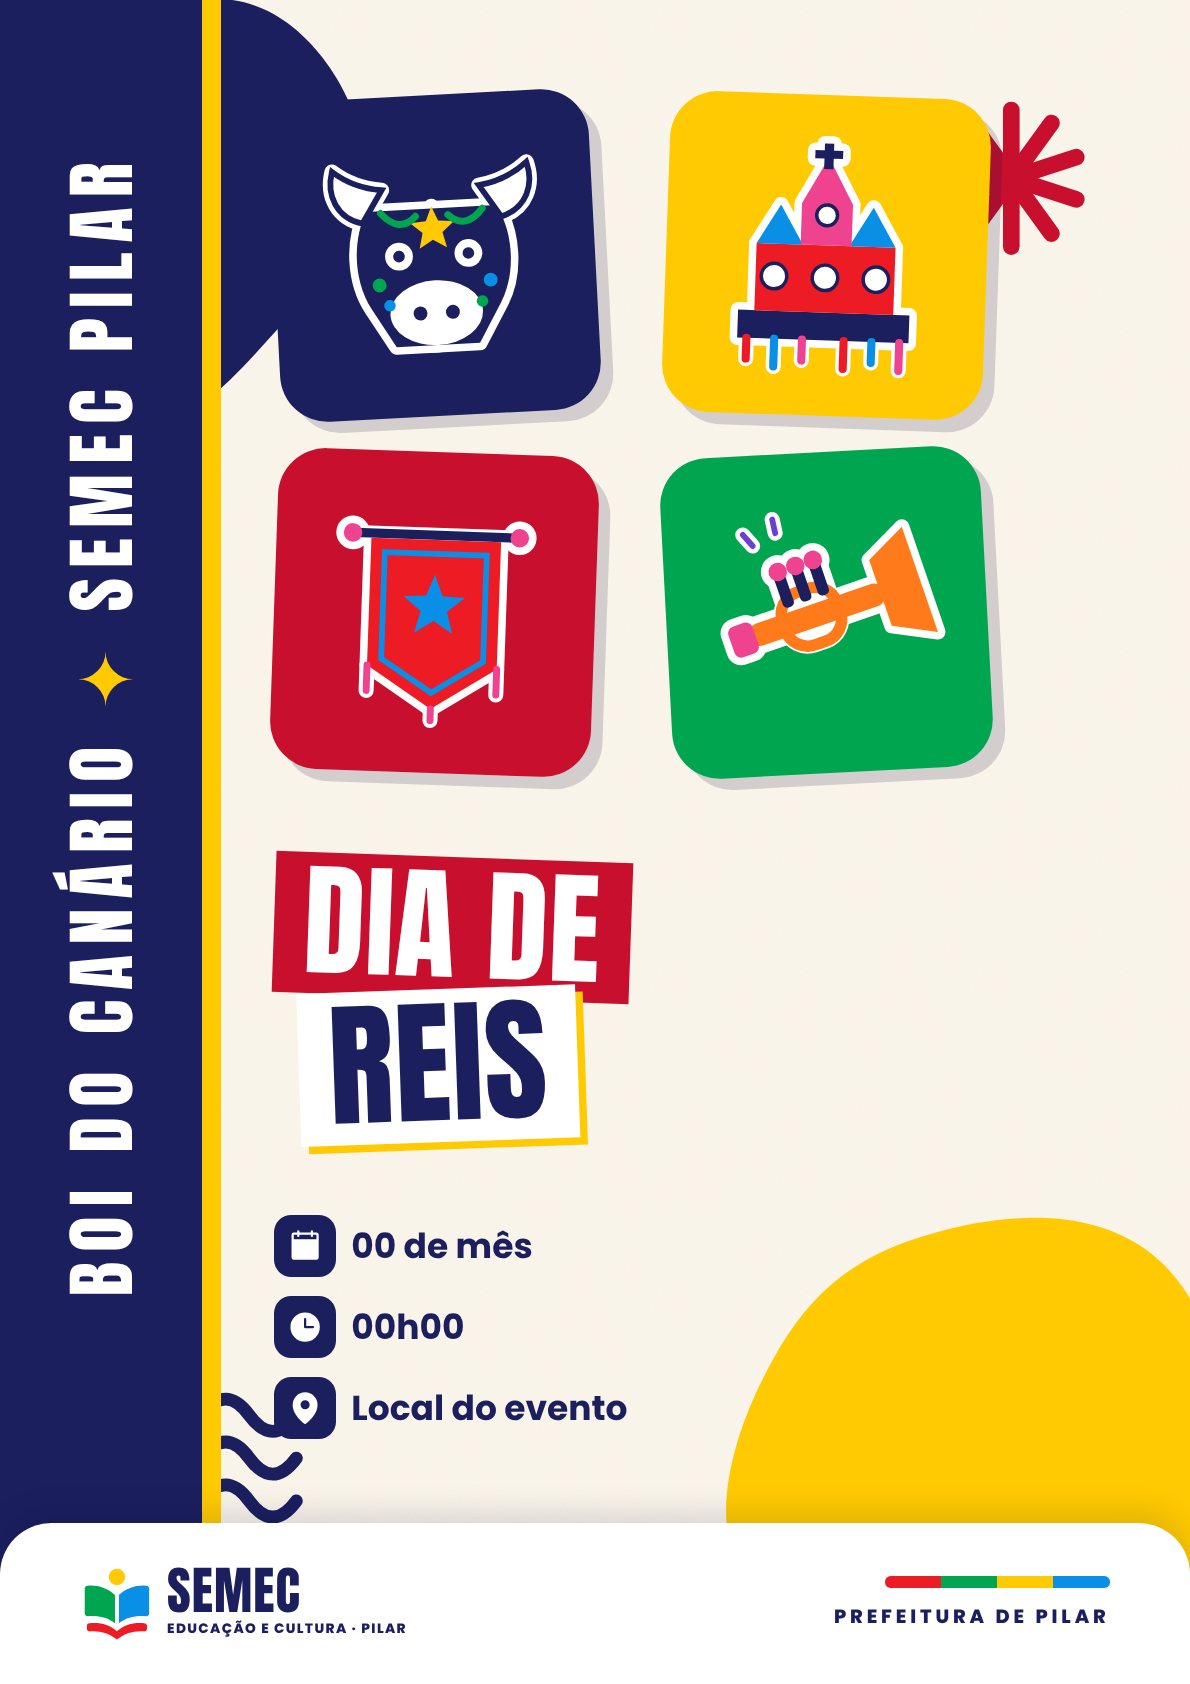 BOI DO CANÁRIO ✦ SEMEC PILAR
DIA DE
REIS
00 de mês
00h00
Local do evento
SEMEC
EDUCAÇÃO E CULTURA · PILAR
PREFEITURA DE PILAR